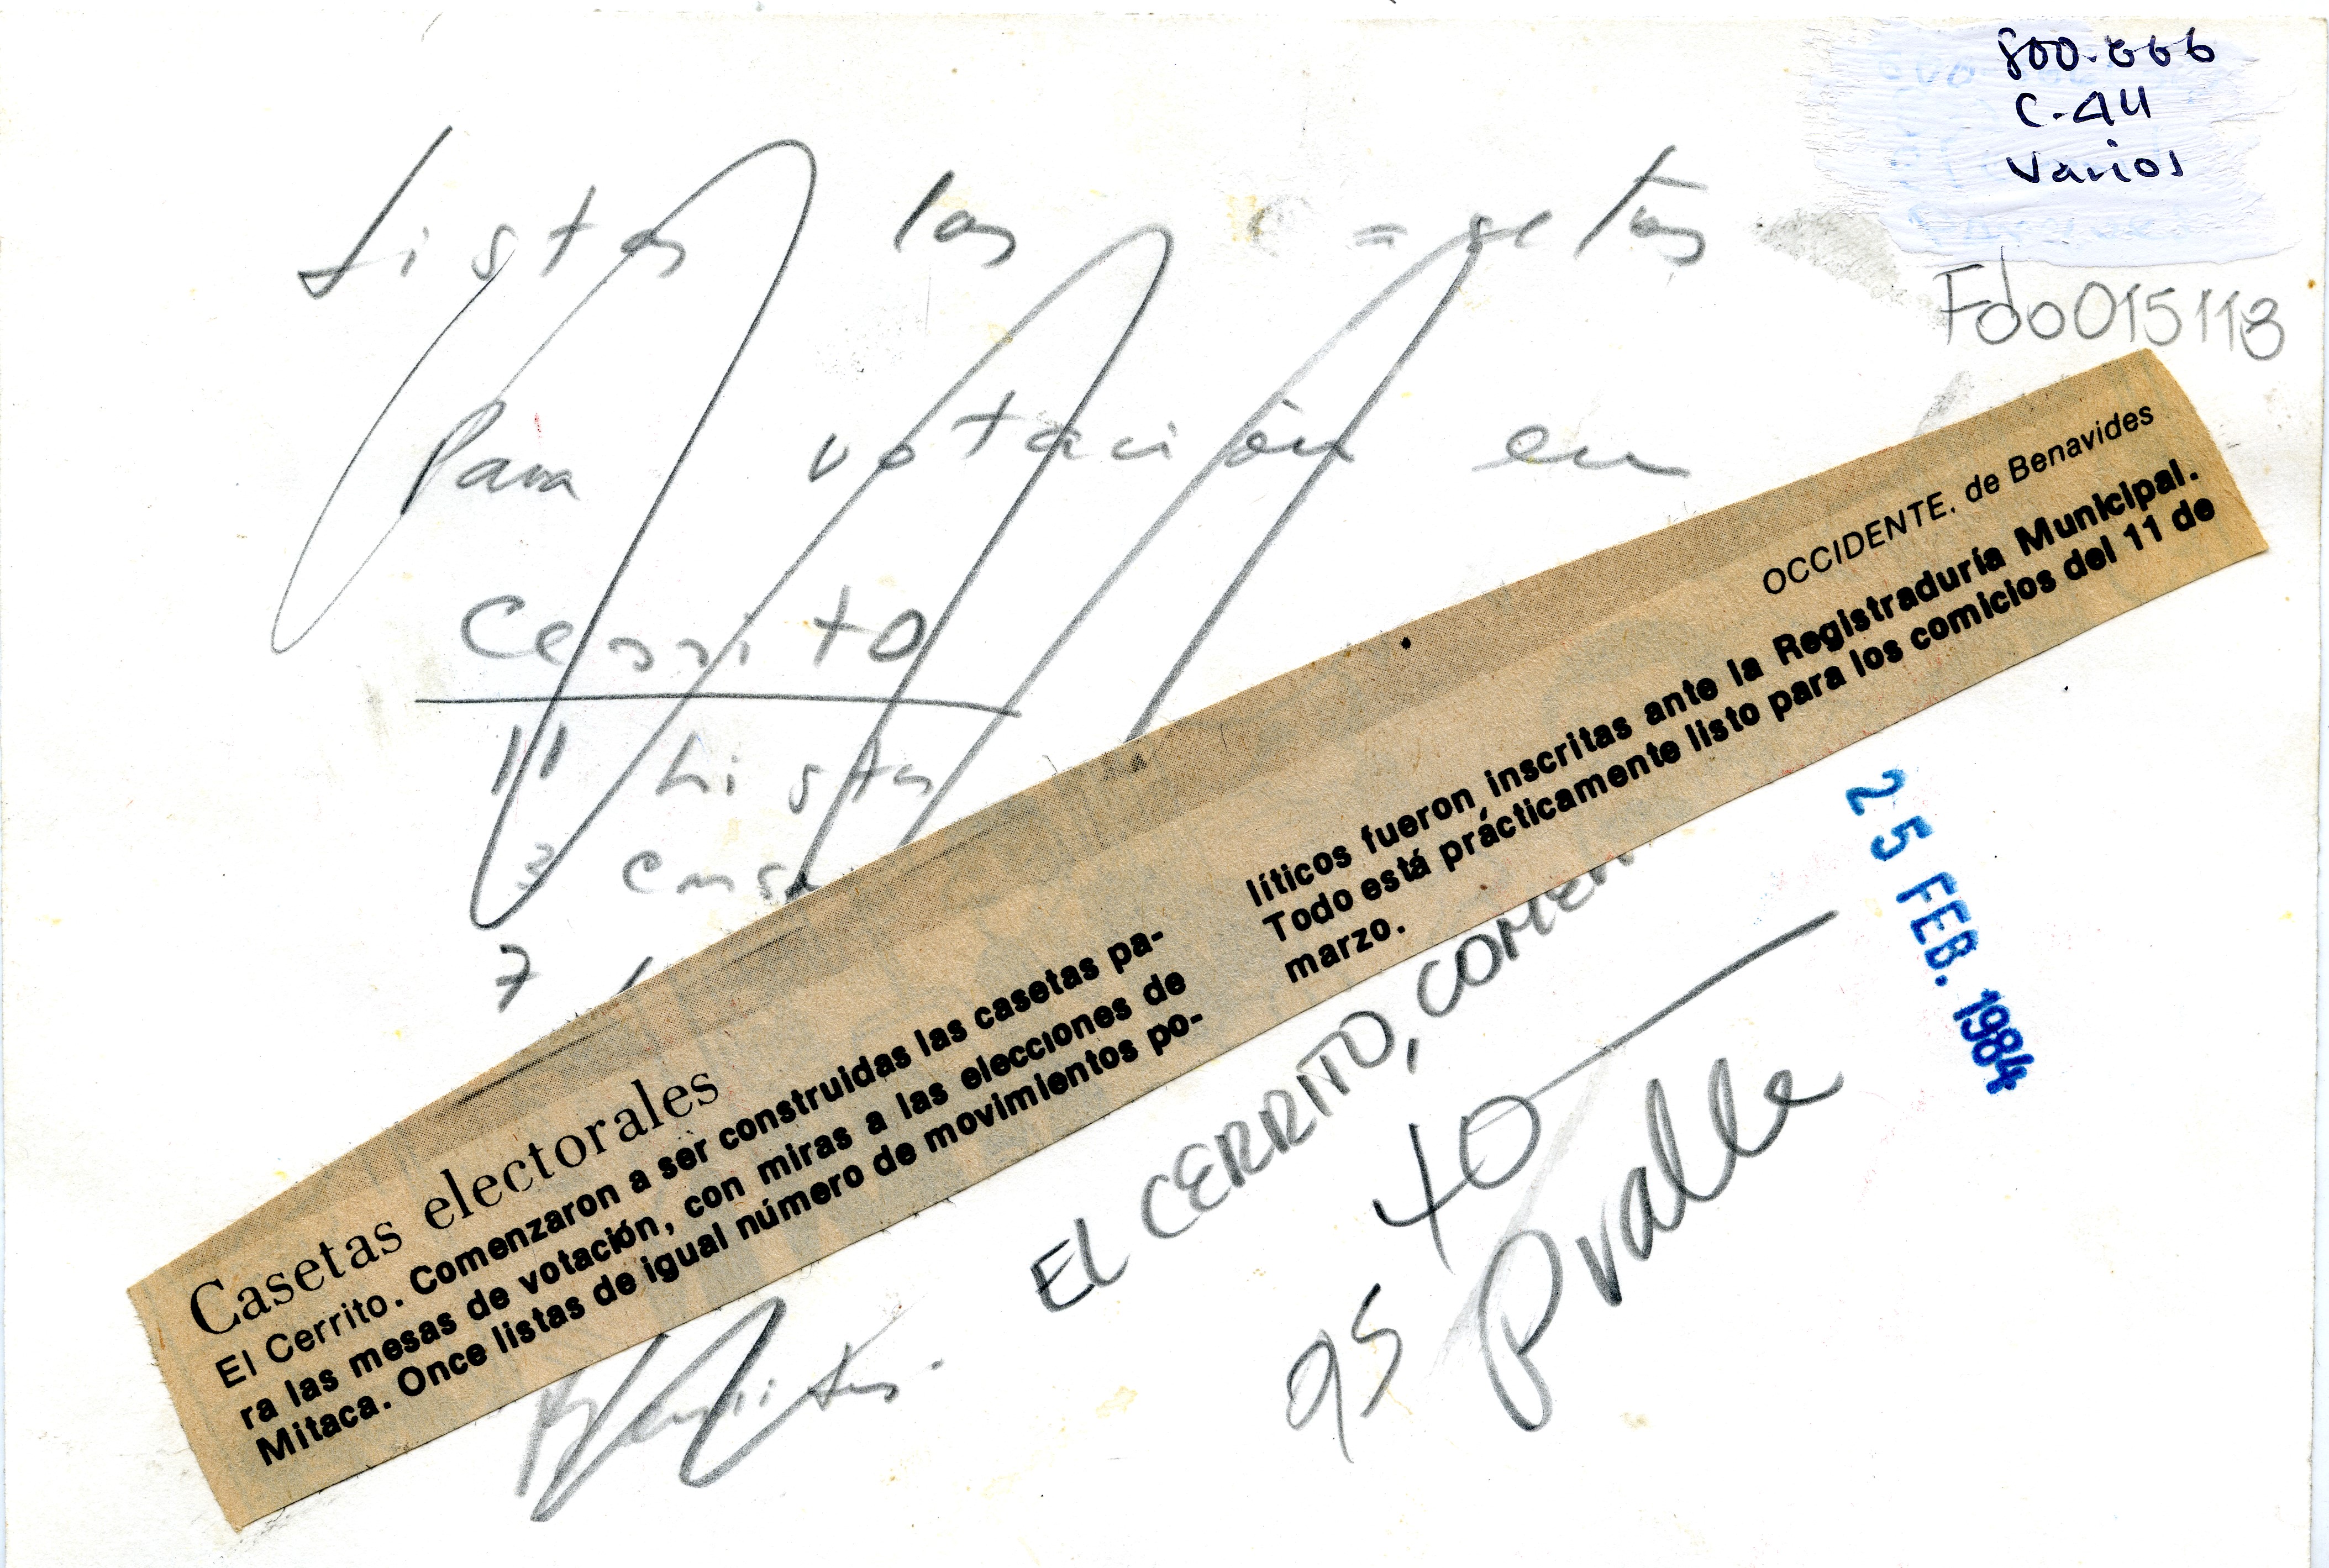 800.666
C-44
Varios
Fdo015113
Listas las casetas
para votación en
Cerrito
11 Listas
3
7
OCCIDENTE. de Benavides
Casetas electorales
El Cerrito. Comenzaron a ser construidas las casetas pa-
ra las mesas de votación, con miras a las elecciones de
Mitaca. Once listas de igual número de movimientos po-
líticos fueron inscritas ante la Registraduría Municipal.
Todo está prácticamente listo para los comicios del 11 de
marzo.
25 FEB. 1984
EL CERRITO,
40
95 Pvalle